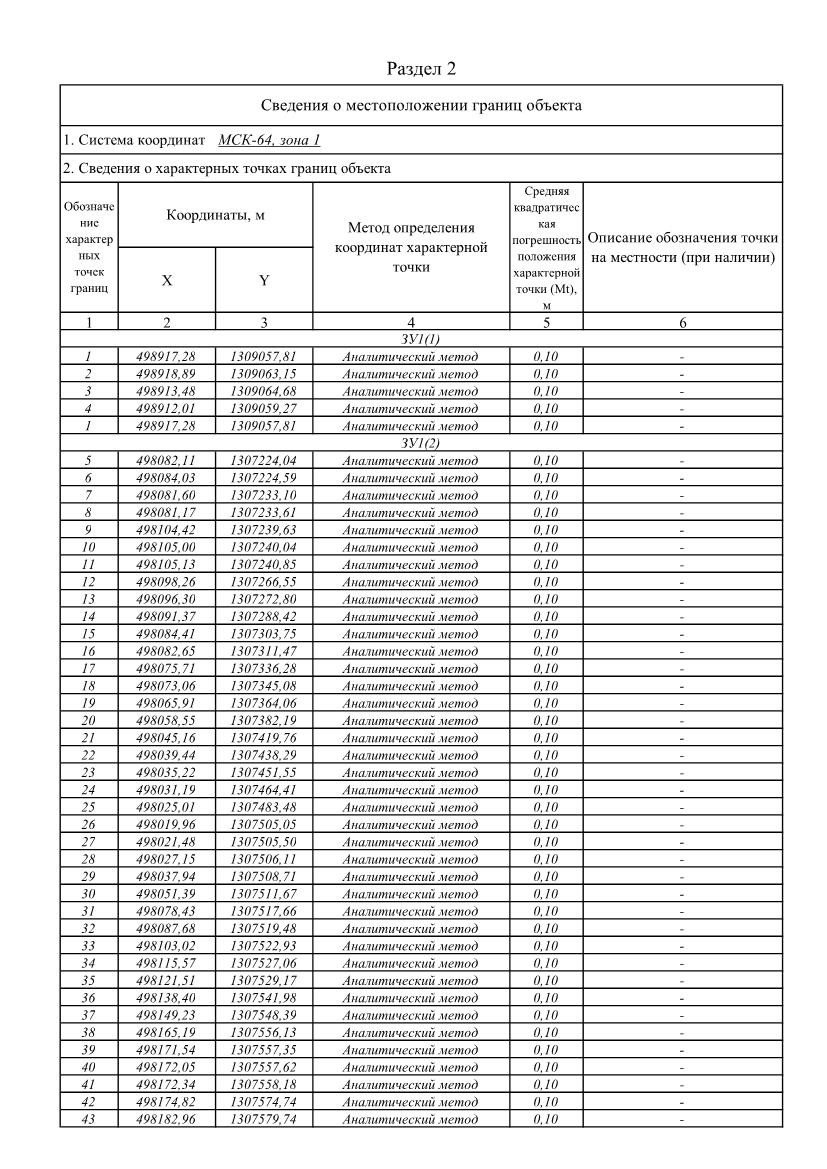 Раздел 2
Сведения о местоположении границ объекта
1. Система координат МСК-64, зона 1
2. Сведения о характерных точках границ объекта
Обозначе
ние
характер
ных
точек
границ
Координаты, м
X Y
Метод определения
координат характерной
точки
Средняя
квадратичес
кая
погрешность
положения
характерной
точки (Mt),
м
Описание обозначения точки
на местности (при наличии)
1 2 3 4 5 6
ЗУ1(1)
1 498917,28 1309057,81 Аналитический метод 0,10 -
2 498918,89 1309063,15 Аналитический метод 0,10 -
3 498913,48 1309064,68 Аналитический метод 0,10 -
4 498912,01 1309059,27 Аналитический метод 0,10 -
1 498917,28 1309057,81 Аналитический метод 0,10 -
ЗУ1(2)
5 498082,11 1307224,04 Аналитический метод 0,10 -
6 498084,03 1307224,59 Аналитический метод 0,10 -
7 498081,60 1307233,10 Аналитический метод 0,10 -
8 498081,17 1307233,61 Аналитический метод 0,10 -
9 498104,42 1307239,63 Аналитический метод 0,10 -
10 498105,00 1307240,04 Аналитический метод 0,10 -
11 498105,13 1307240,85 Аналитический метод 0,10 -
12 498098,26 1307266,55 Аналитический метод 0,10 -
13 498096,30 1307272,80 Аналитический метод 0,10 -
14 498091,37 1307288,42 Аналитический метод 0,10 -
15 498084,41 1307303,75 Аналитический метод 0,10 -
16 498082,65 1307311,47 Аналитический метод 0,10 -
17 498075,71 1307336,28 Аналитический метод 0,10 -
18 498073,06 1307345,08 Аналитический метод 0,10 -
19 498065,91 1307364,06 Аналитический метод 0,10 -
20 498058,55 1307382,19 Аналитический метод 0,10 -
21 498045,16 1307419,76 Аналитический метод 0,10 -
22 498039,44 1307438,29 Аналитический метод 0,10 -
23 498035,22 1307451,55 Аналитический метод 0,10 -
24 498031,19 1307464,41 Аналитический метод 0,10 -
25 498025,01 1307483,48 Аналитический метод 0,10 -
26 498019,96 1307505,05 Аналитический метод 0,10 -
27 498021,48 1307505,50 Аналитический метод 0,10 -
28 498027,15 1307506,11 Аналитический метод 0,10 -
29 498037,94 1307508,71 Аналитический метод 0,10 -
30 498051,39 1307511,67 Аналитический метод 0,10 -
31 498078,43 1307517,66 Аналитический метод 0,10 -
32 498087,68 1307519,48 Аналитический метод 0,10 -
33 498103,02 1307522,93 Аналитический метод 0,10 -
34 498115,57 1307527,06 Аналитический метод 0,10 -
35 498121,51 1307529,17 Аналитический метод 0,10 -
36 498138,40 1307541,98 Аналитический метод 0,10 -
37 498149,23 1307548,39 Аналитический метод 0,10 -
38 498165,19 1307556,13 Аналитический метод 0,10 -
39 498171,54 1307557,35 Аналитический метод 0,10 -
40 498172,05 1307557,62 Аналитический метод 0,10 -
41 498172,34 1307558,18 Аналитический метод 0,10 -
42 498174,82 1307574,74 Аналитический метод 0,10 -
43 498182,96 1307579,74 Аналитический метод 0,10 -